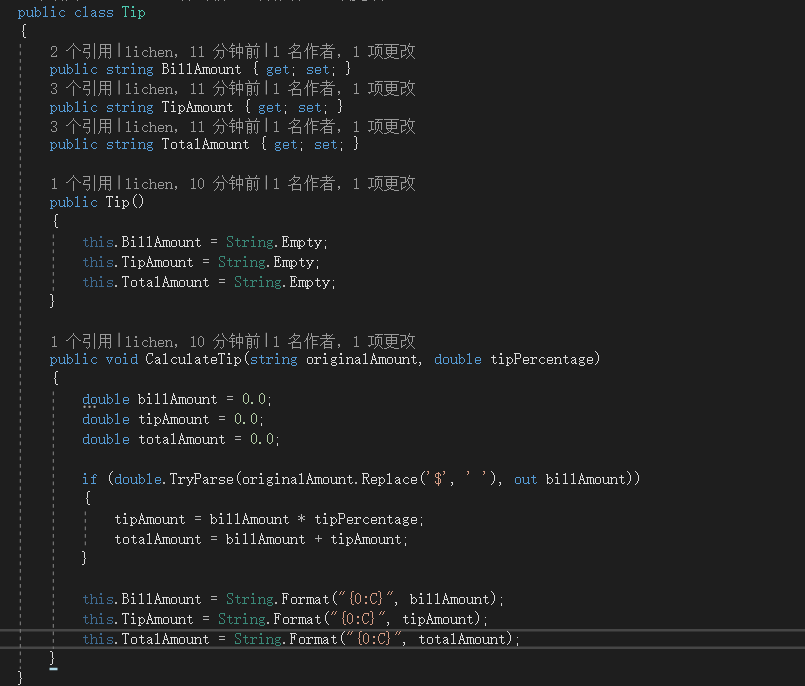 public class Tip
{
2 个引用|lichen, 11 分钟前|1 名作者, 1 项更改
public string BillAmount { get; set; }
3 个引用|lichen, 11 分钟前|1 名作者, 1 项更改
public string TipAmount { get; set; }
3 个引用|lichen, 11 分钟前|1 名作者, 1 项更改
public string TotalAmount { get; set; }
1 个引用|lichen, 10 分钟前|1 名作者, 1 项更改
public Tip()
{
this.BillAmount = String.Empty;
this.TipAmount = String.Empty;
this.TotalAmount = String.Empty;
}
1 个引用|lichen, 10 分钟前|1 名作者, 1 项更改
public void CalculateTip(string originalAmount, double tipPercentage)
{
double billAmount = 0.0;
double tipAmount = 0.0;
double totalAmount = 0.0;
if (double.TryParse(originalAmount.Replace('$', ' '), out billAmount))
{
tipAmount = billAmount * tipPercentage;
totalAmount = billAmount + tipAmount;
}
this.BillAmount = String.Format("{0:C}", billAmount);
this.TipAmount = String.Format("{0:C}", tipAmount);
this.TotalAmount = String.Format("{0:C}", totalAmount);
}
}